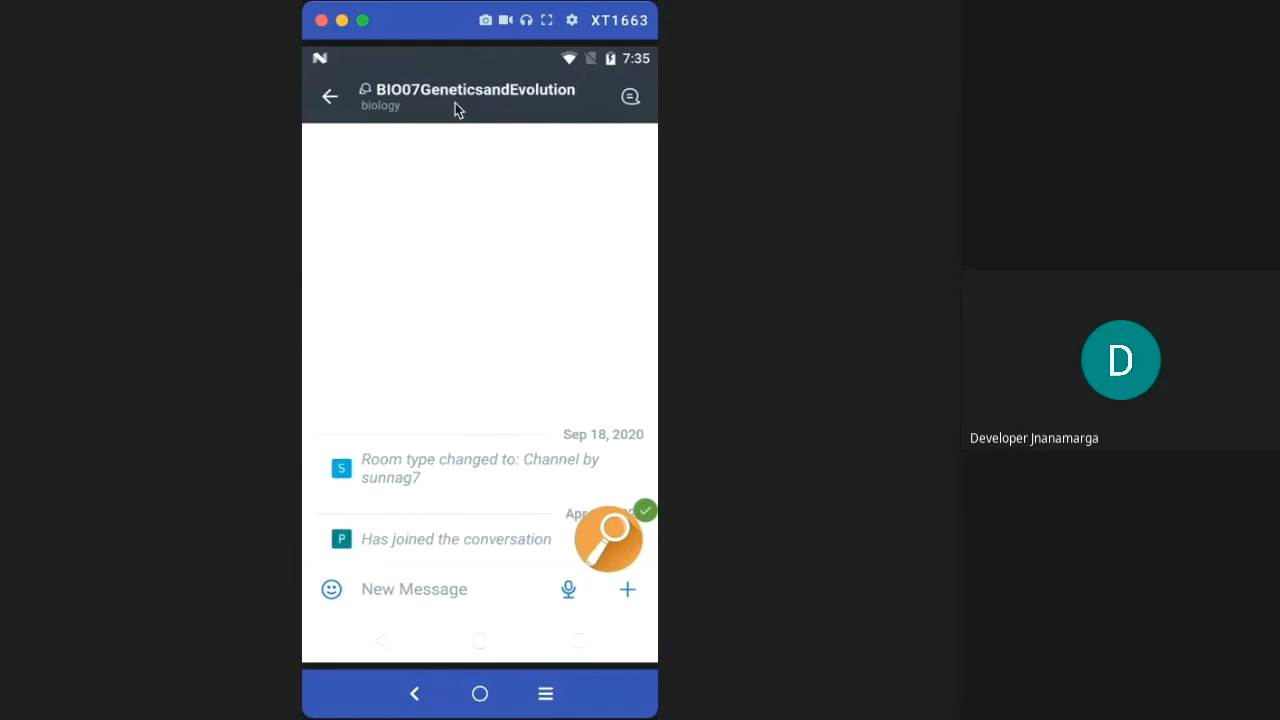 XT1663
7:35
BIO07GeneticsandEvolution
biology
Sep 18, 2020
S
Room type changed to: Channel by
sunnag7
P
Has joined the conversation
New Message
D
Developer Jnanamarga